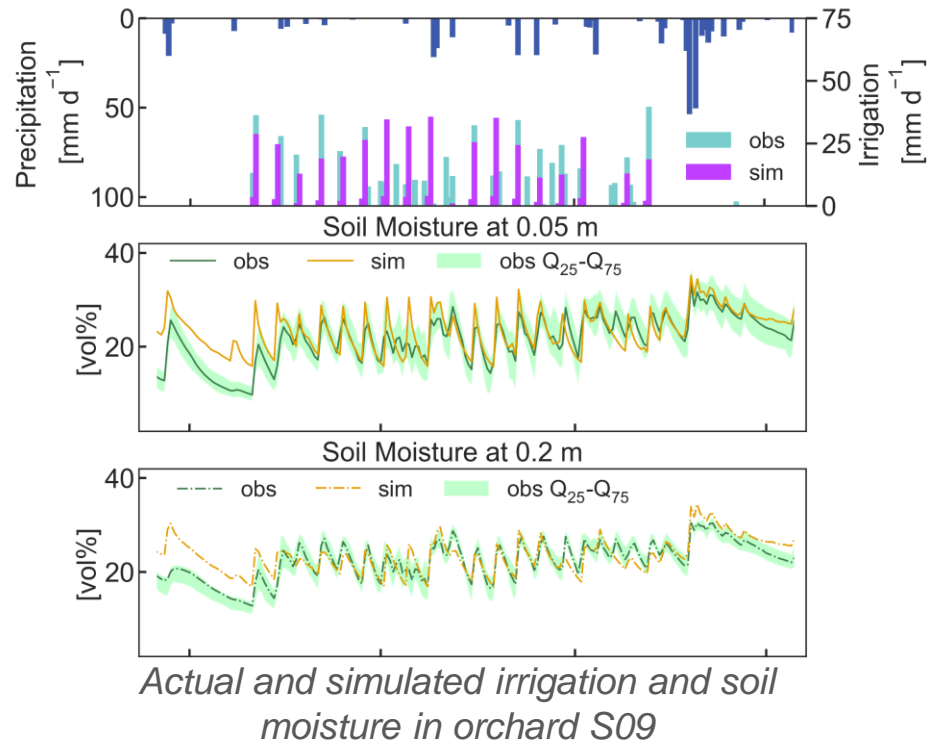 0
50
100
Precipitation
[mm d⁻¹]
75
30
0
Irrigation
[mm d⁻¹]
obs
sim
Soil Moisture at 0.05 m
40
20
[vol%]
obs sim obs Q₂₅-Q₇₅
Soil Moisture at 0.2 m
40
20
[vol%]
obs sim obs Q₂₅-Q₇₅
Actual and simulated irrigation and soil
moisture in orchard S09